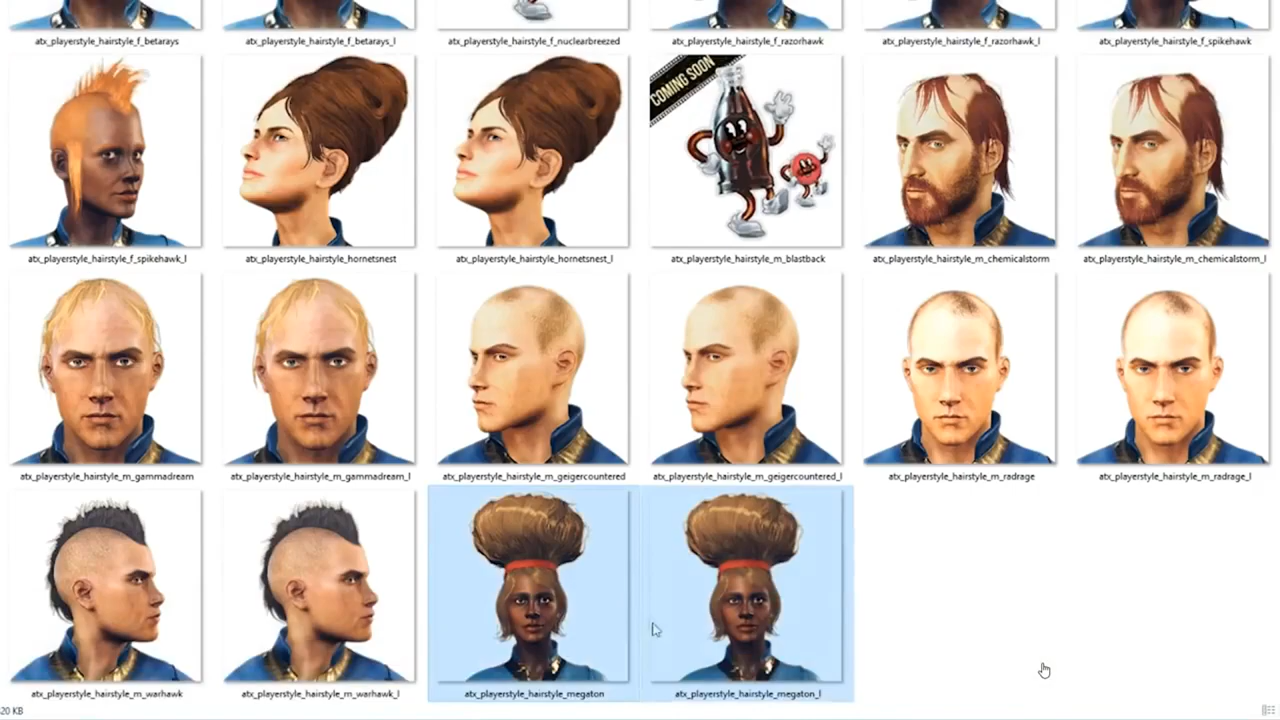 atx_playerstyle_hairstyle_f_betarays
atx_playerstyle_hairstyle_f_betarays_l
atx_playerstyle_hairstyle_f_nuclearbreezed
atx_playerstyle_hairstyle_f_razorhawk
atx_playerstyle_hairstyle_f_razorhawk_l
atx_playerstyle_hairstyle_f_spikehawk
COMING SOON
atx_playerstyle_hairstyle_f_spikehawk_l
atx_playerstyle_hairstyle_hornetsnest
atx_playerstyle_hairstyle_hornetsnest_l
atx_playerstyle_hairstyle_m_blastback
atx_playerstyle_hairstyle_m_chemicalstorm
atx_playerstyle_hairstyle_m_chemicalstorm_l
atx_playerstyle_hairstyle_m_gammadream
atx_playerstyle_hairstyle_m_gammadream_l
atx_playerstyle_hairstyle_m_geigercountered
atx_playerstyle_hairstyle_m_geigercountered_l
atx_playerstyle_hairstyle_m_radrage
atx_playerstyle_hairstyle_m_radrage_l
atx_playerstyle_hairstyle_m_warhawk
atx_playerstyle_hairstyle_m_warhawk_l
atx_playerstyle_hairstyle_megaton
atx_playerstyle_hairstyle_megaton_l
20 KB